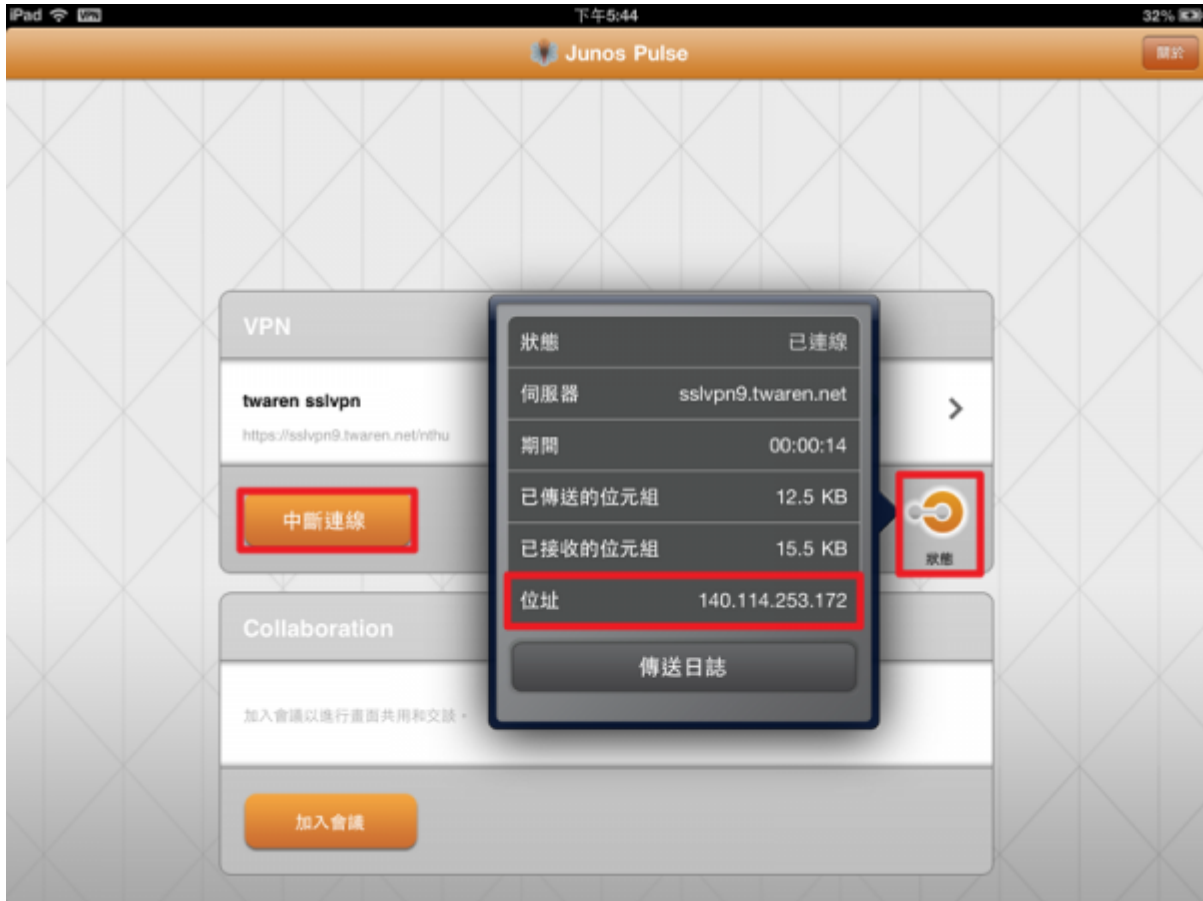 iPad VPN 下午5:44 32%
Junos Pulse 關於
VPN
twaren sslvpn
https://sslvpn9.twaren.net/nthu
中斷連線
狀態
狀態 已連線
伺服器 sslvpn9.twaren.net
期間 00:00:14
已傳送的位元組 12.5 KB
已接收的位元組 15.5 KB
位址 140.114.253.172
傳送日誌
Collaboration
加入會議以進行畫面共用和交談。
加入會議